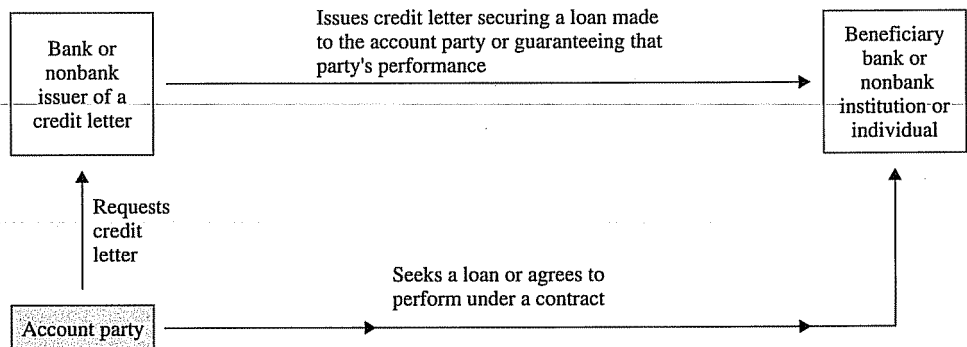 Bank or
nonbank
issuer of a
credit letter
Issues credit letter securing a loan made
to the account party or guaranteeing that
party's performance
Beneficiary
bank or
nonbank
institution or
individual
Requests
credit
letter
Seeks a loan or agrees to
perform under a contract
Account party